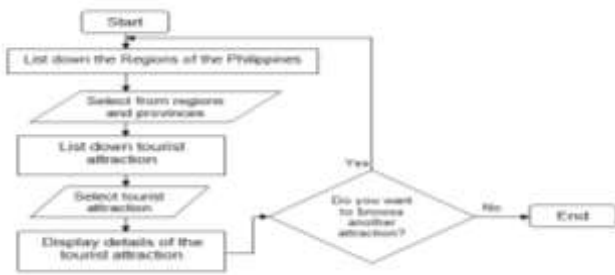 Start
List down the Regions of the Philippines
Select from regions
and provinces
List down tourist
attraction
Select tourist
attraction
Display details of the
tourist attraction
Yes
Do you want
to browse
another
attraction?
No
End